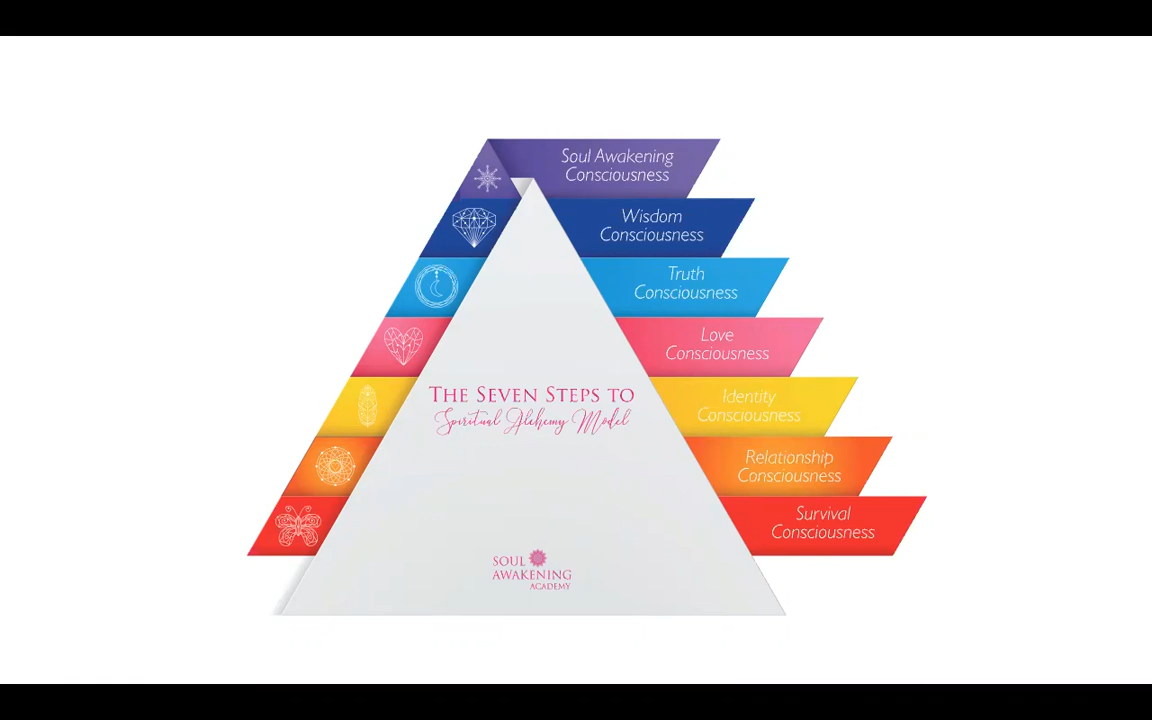 Soul Awakening
Consciousness
Wisdom
Consciousness
Truth
Consciousness
Love
Consciousness
Identity
Consciousness
Relationship
Consciousness
Survival
Consciousness
THE SEVEN STEPS TO
Spiritual Alchemy Model
SOUL
AWAKENING
ACADEMY